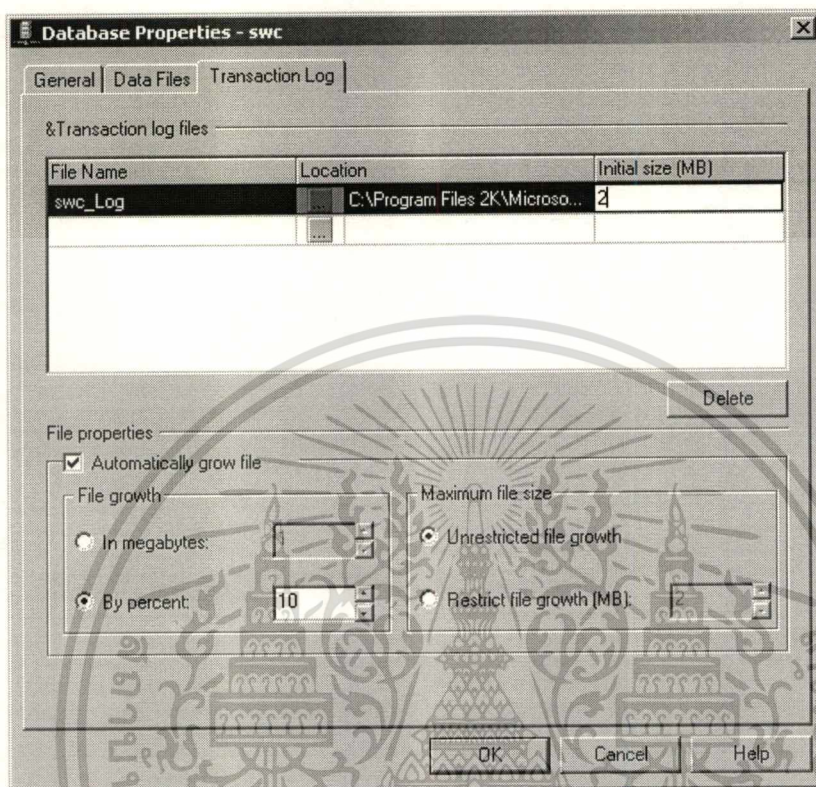 Database Properties - swc
General Data Files Transaction Log
&Transaction log files
File Name Location Initial size (MB)
swc_Log ... C:\Program Files 2K\Microso... 2
...
Delete
File properties
Automatically grow file
File growth Maximum file size
In megabytes: 1 Unrestricted file growth
By percent: 10 Restrict file growth (MB): 2
OK Cancel Help